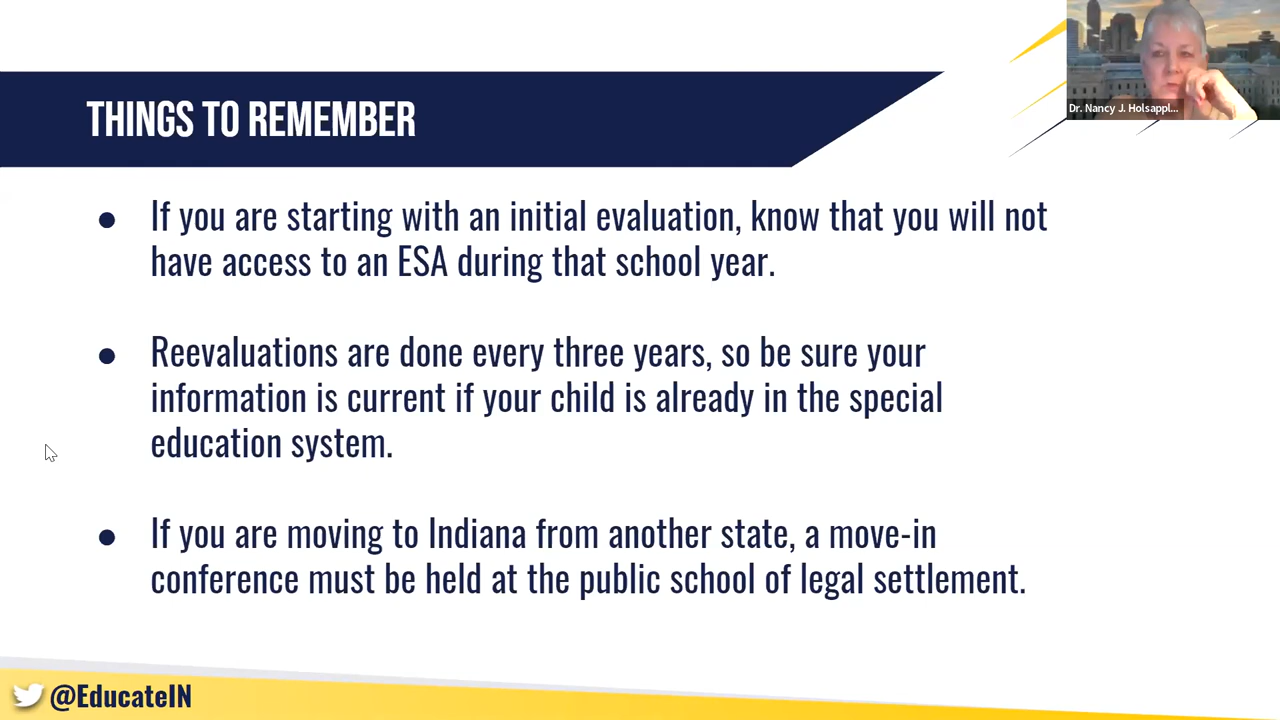 THINGS TO REMEMBER
Dr. Nancy J. Holsappl...
● If you are starting with an initial evaluation, know that you will not
have access to an ESA during that school year.
● Reevaluations are done every three years, so be sure your
information is current if your child is already in the special
education system.
● If you are moving to Indiana from another state, a move-in
conference must be held at the public school of legal settlement.
@EducateIN